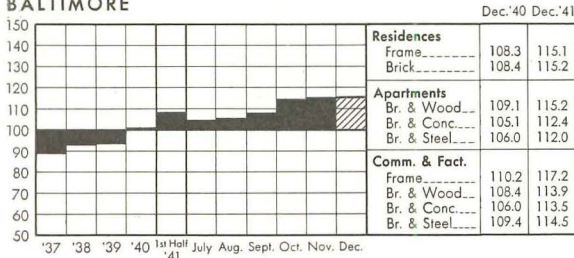 BALTIMORE
150
140
130
120
110
100
90
80
70
60
50
'37 '38 '39 '40 1st Half '41 July Aug. Sept. Oct. Nov. Dec.
Dec.'40 Dec.'41
Residences
Frame 108.3 115.1
Brick 108.4 115.2
Apartments
Br. & Wood 109.1 115.2
Br. & Conc. 105.1 112.4
Br. & Steel 106.0 112.0
Comm. & Fact.
Frame 110.2 117.2
Br. & Wood 108.4 113.9
Br. & Conc. 106.0 113.5
Br. & Steel 109.4 114.5